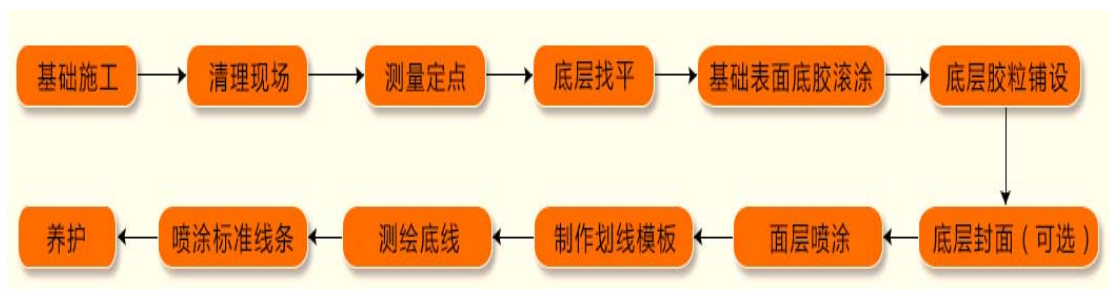 基础施工
清理现场
测量定点
底层找平
基础表面底胶滚涂
底层胶粒铺设
底层封面（可选）
面层喷涂
制作划线模板
测绘底线
喷涂标准线条
养护